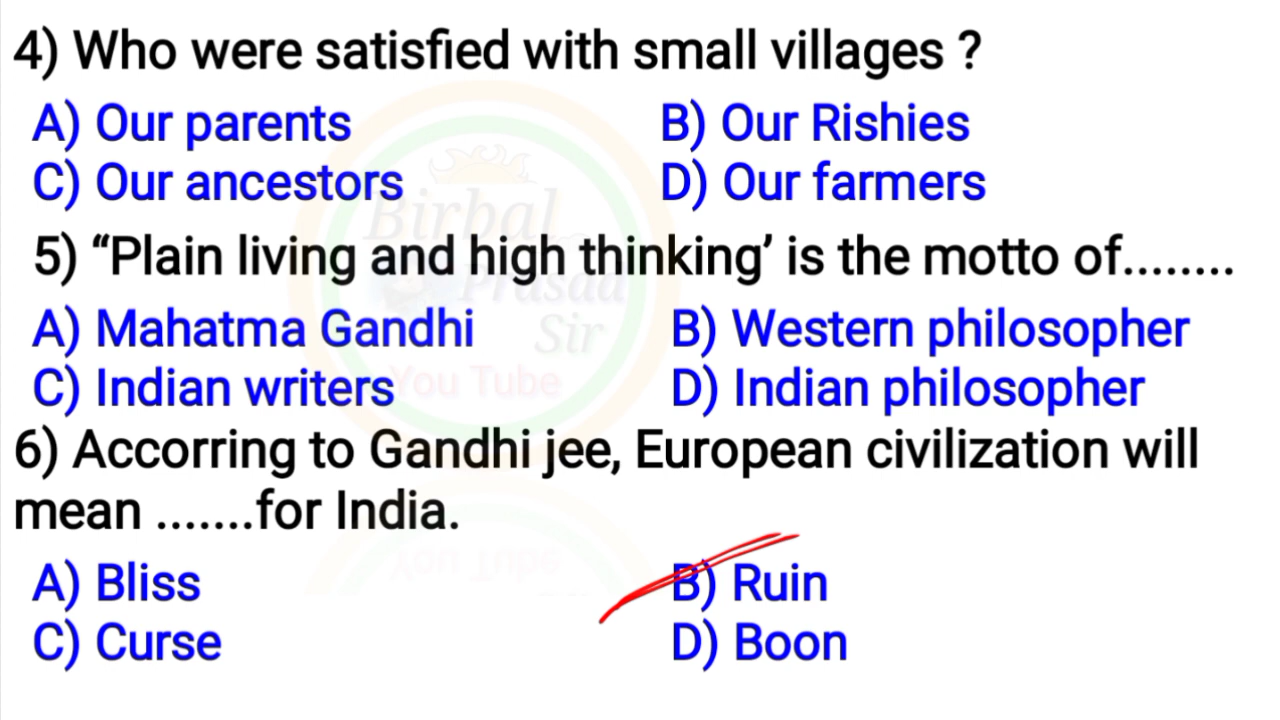 4) Who were satisfied with small villages ?
A) Our parents B) Our Rishies
C) Our ancestors D) Our farmers
5) “Plain living and high thinking’ is the motto of........
A) Mahatma Gandhi B) Western philosopher
C) Indian writers D) Indian philosopher
6) Accorring to Gandhi jee, European civilization will
mean .......for India.
A) Bliss B) Ruin
C) Curse D) Boon
Birbal
Prasad
Sir
You Tube